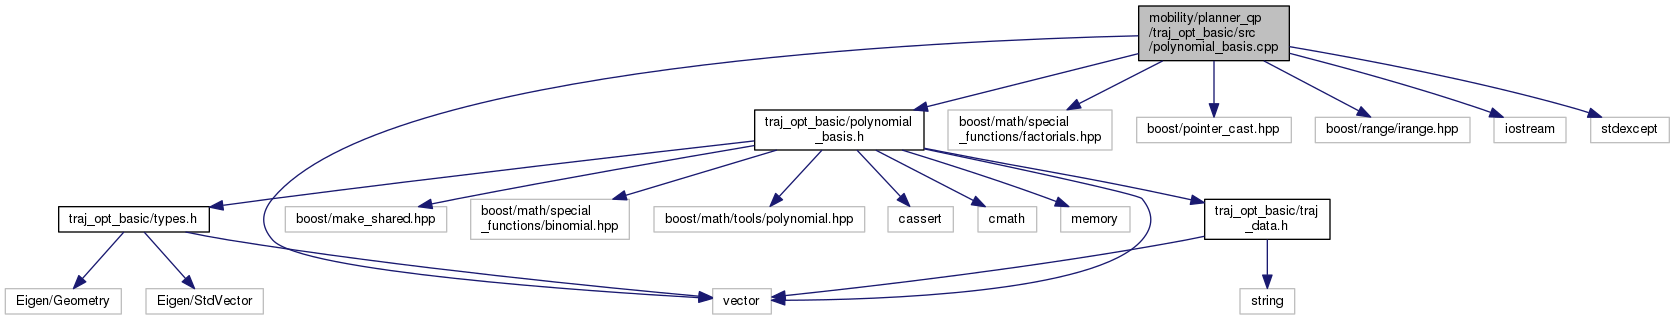 mobility/planner_qp
/traj_opt_basic/src
/polynomial_basis.cpp
traj_opt_basic/polynomial
_basis.h
boost/math/special
_functions/factorials.hpp
boost/pointer_cast.hpp
boost/range/irange.hpp
iostream
stdexcept
traj_opt_basic/types.h
boost/make_shared.hpp
boost/math/special
_functions/binomial.hpp
boost/math/tools/polynomial.hpp
cassert
cmath
memory
traj_opt_basic/traj
_data.h
Eigen/Geometry
Eigen/StdVector
vector
string